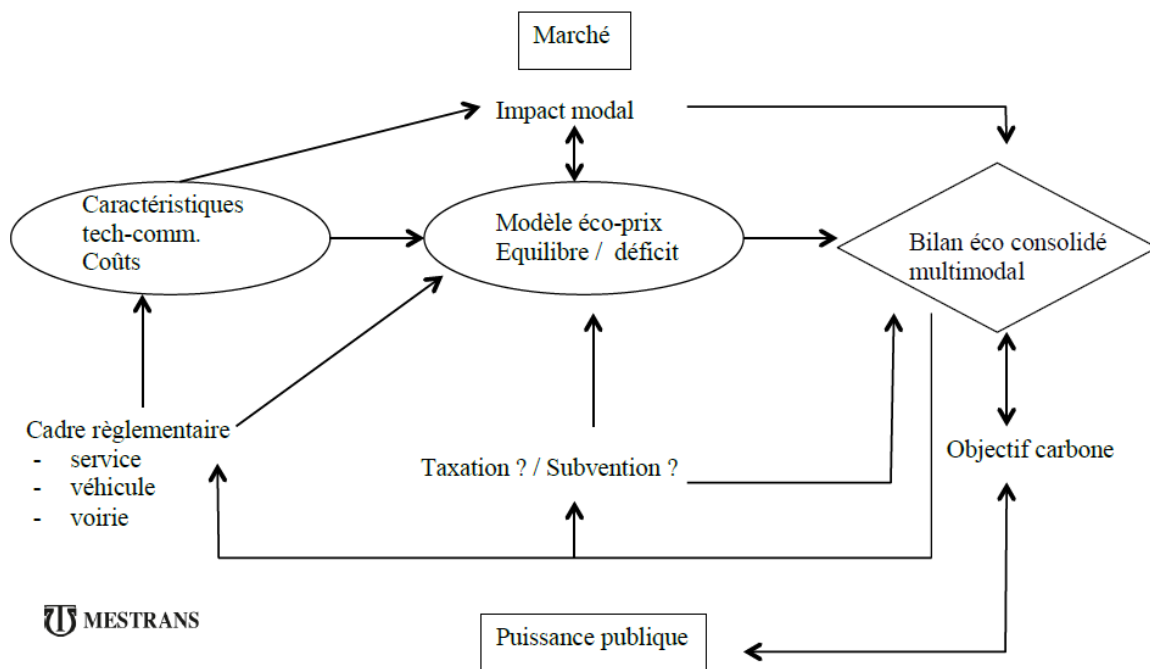 Marché
Impact modal
Caractéristiques
tech-comm.
Coûts
Modèle éco-prix
Equilibre / déficit
Bilan éco consolidé
multimodal
Cadre règlementaire
- service
- véhicule
- voirie
Taxation ? / Subvention ?
Objectif carbone
MESTRANS
Puissance publique